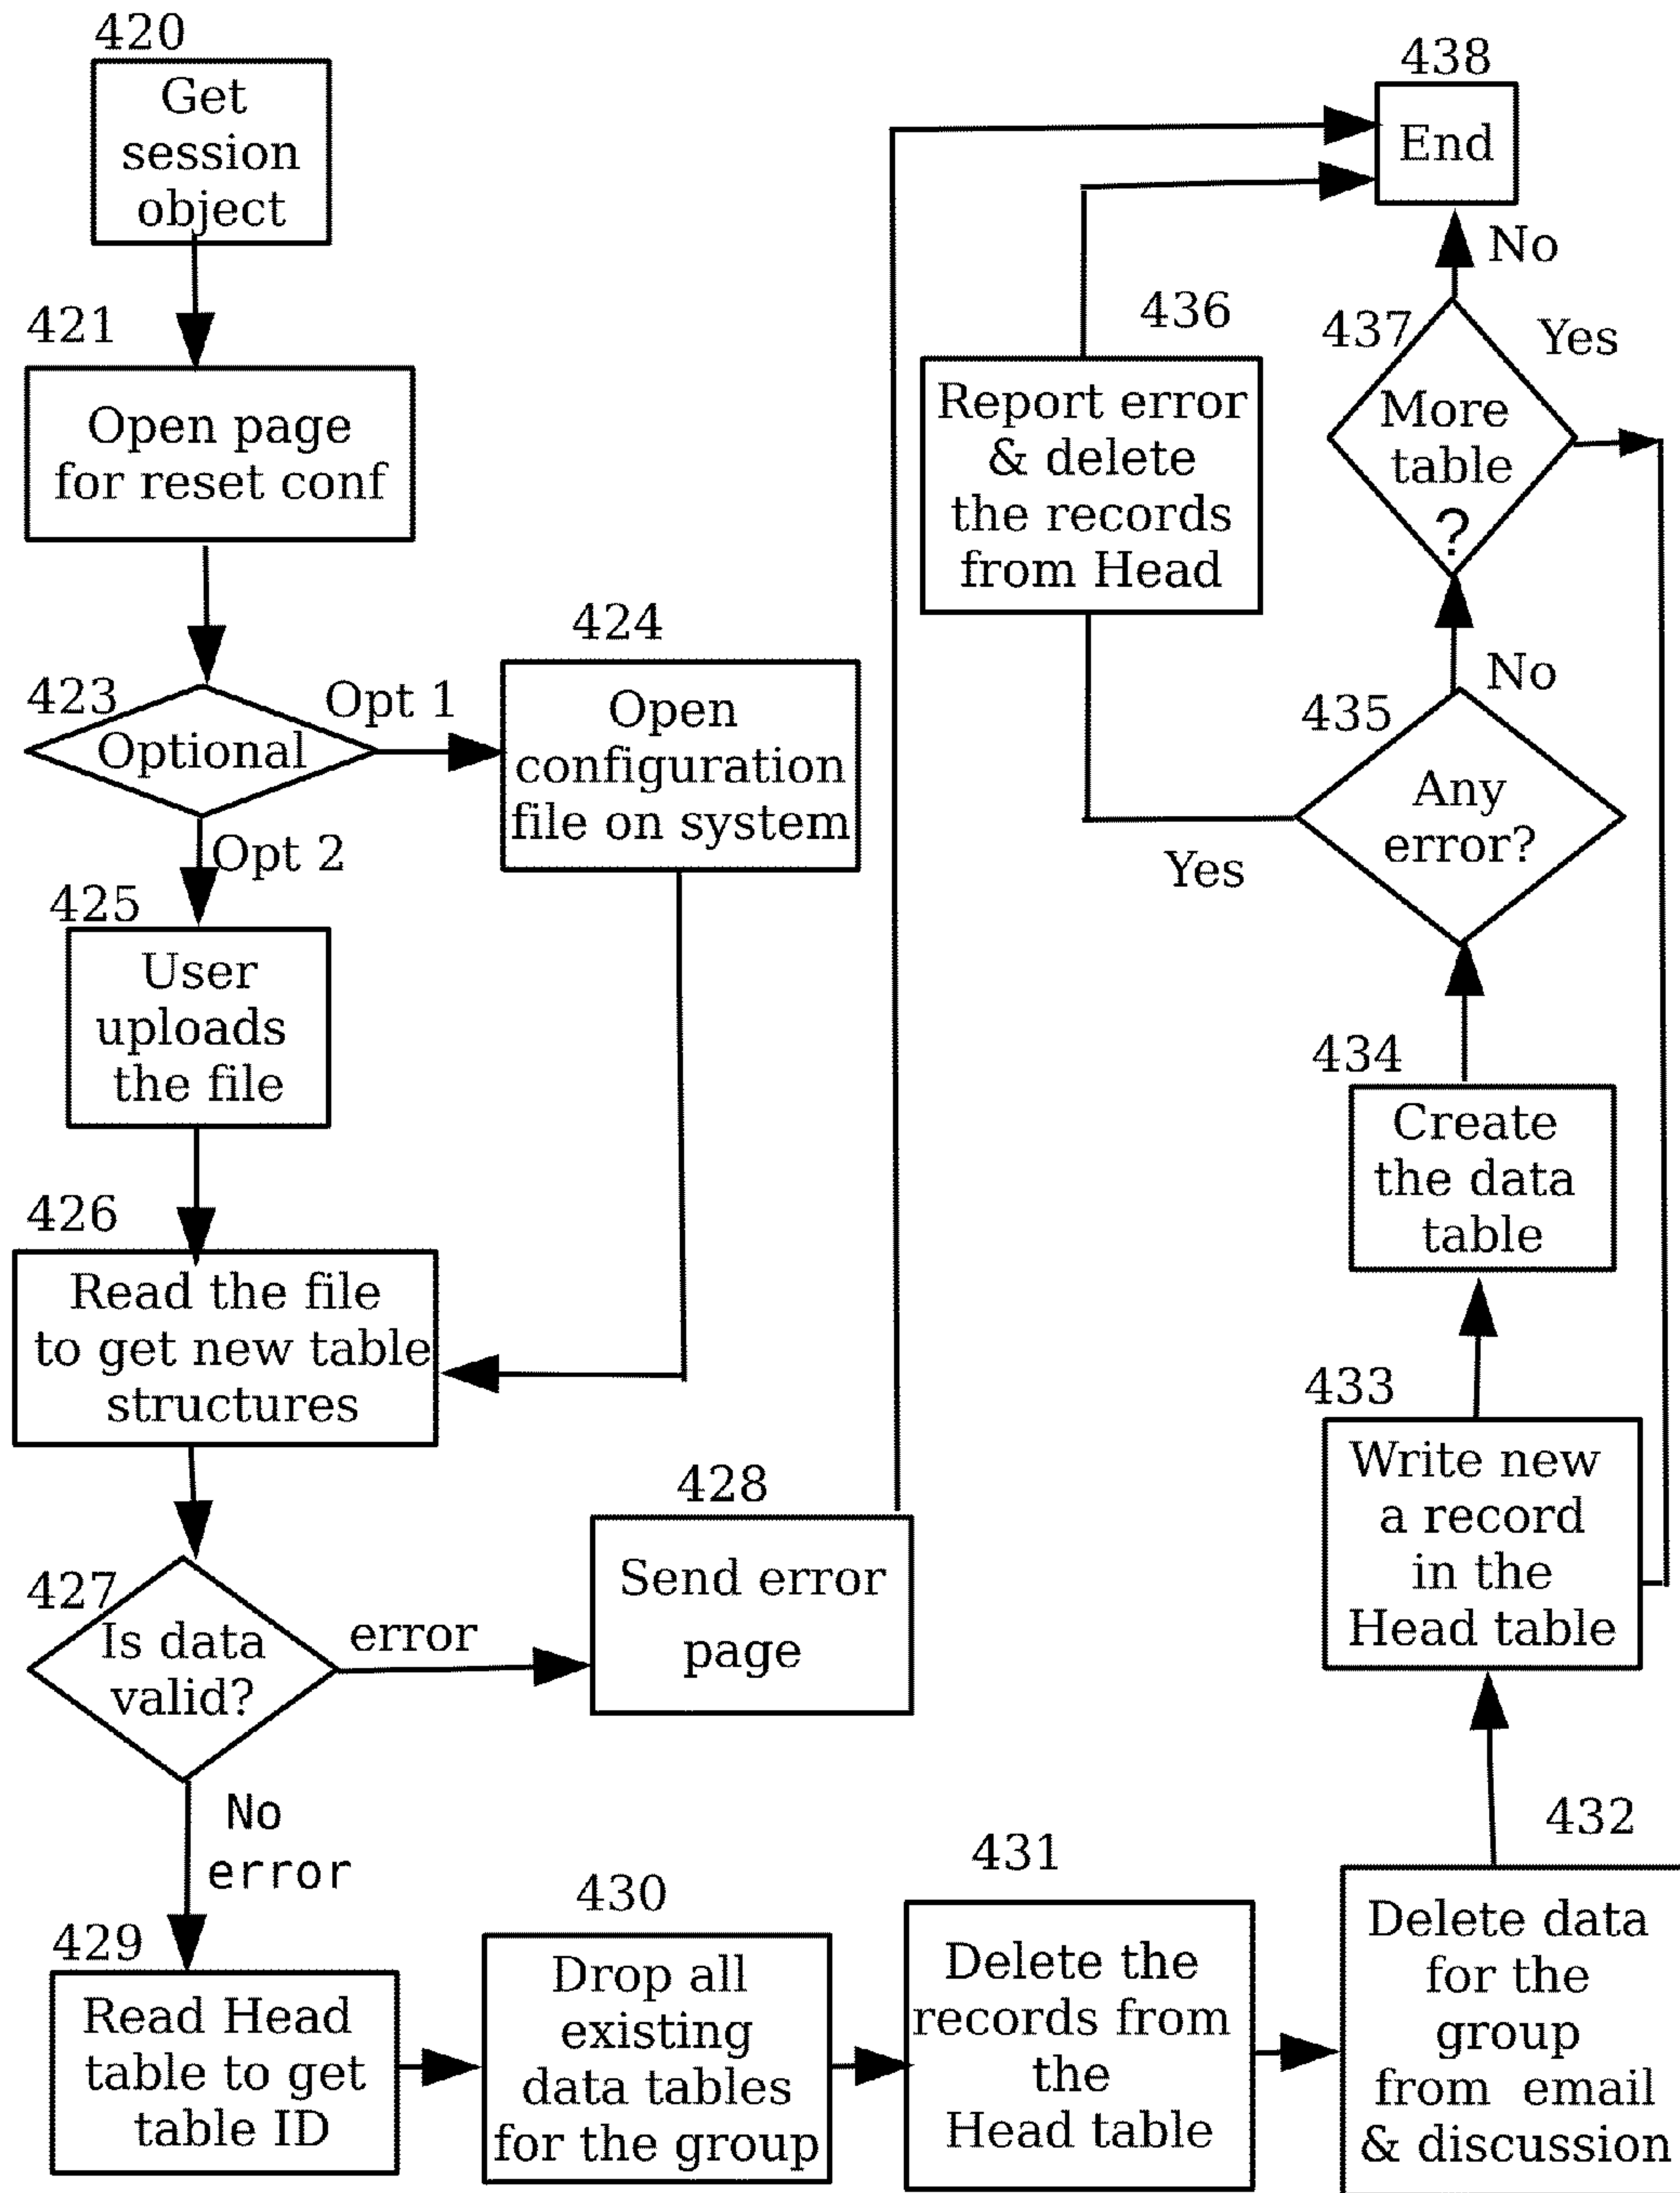 420
Get
session
object
421
Open page
for reset conf
423
Optional
Opt 1
Opt 2
424
Open
configuration
file on system
425
User
uploads
the file
426
Read the file
to get new table
structures
427
Is data
valid?
error
428
Send error
page
No
error
429
Read Head
table to get
table ID
430
Drop all
existing
data tables
for the group
431
Delete the
records from
the
Head table
432
Delete data
for the
group
from email
& discussion
433
Write new
a record
in the
Head table
434
Create
the data
table
435
Any
error?
Yes
No
436
Report error
& delete
the records
from Head
437
More
table
?
Yes
No
438
End